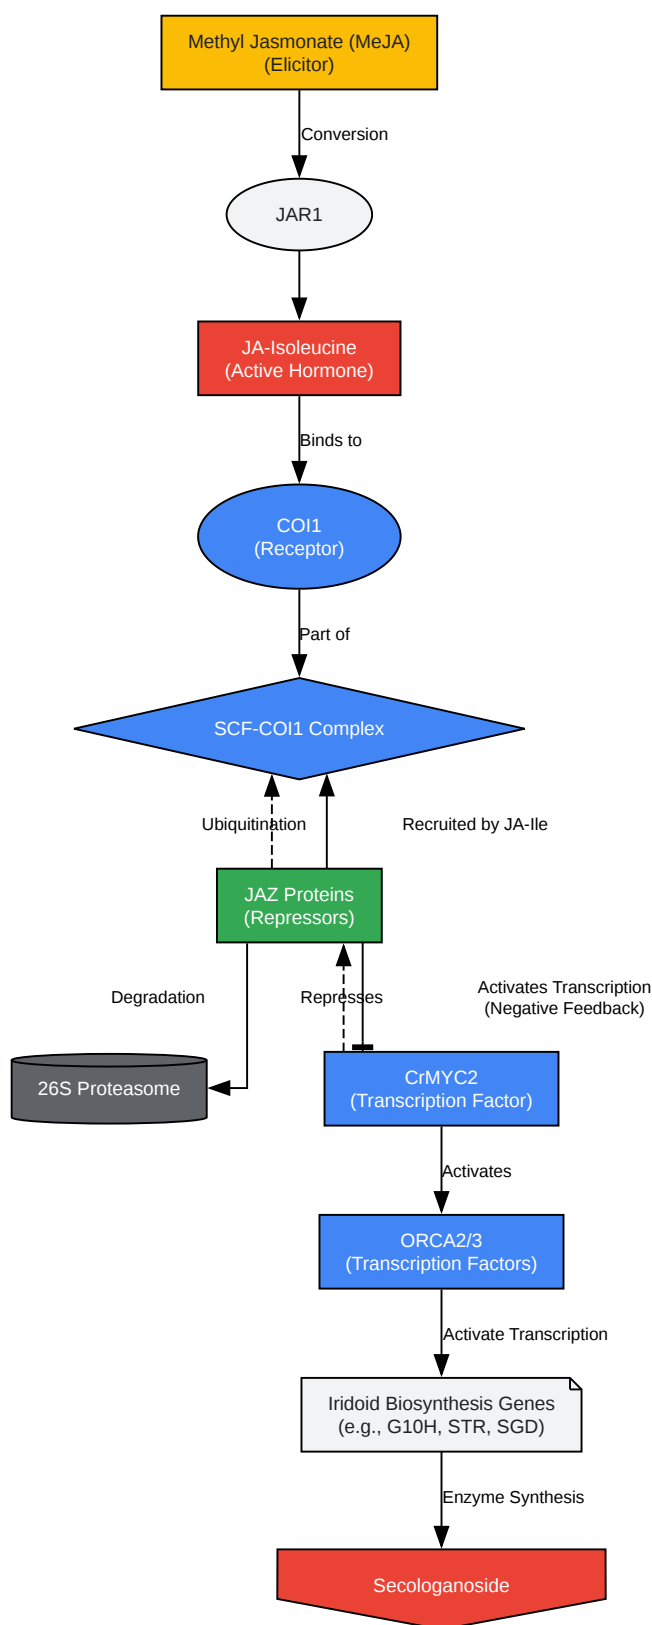 Methyl Jasmonate (MeJA)
(Elicitor)
Conversion
JAR1
JA-Isoleucine
(Active Hormone)
Binds to
COI1
(Receptor)
Part of
SCF-COI1 Complex
Ubiquitination
Recruited by JA-Ile
JAZ Proteins
(Repressors)
Degradation
Represses
Activates Transcription
(Negative Feedback)
26S Proteasome
CrMYC2
(Transcription Factor)
Activates
ORCA2/3
(Transcription Factors)
Activate Transcription
Iridoid Biosynthesis Genes
(e.g., G10H, STR, SGD)
Enzyme Synthesis
Secologanoside